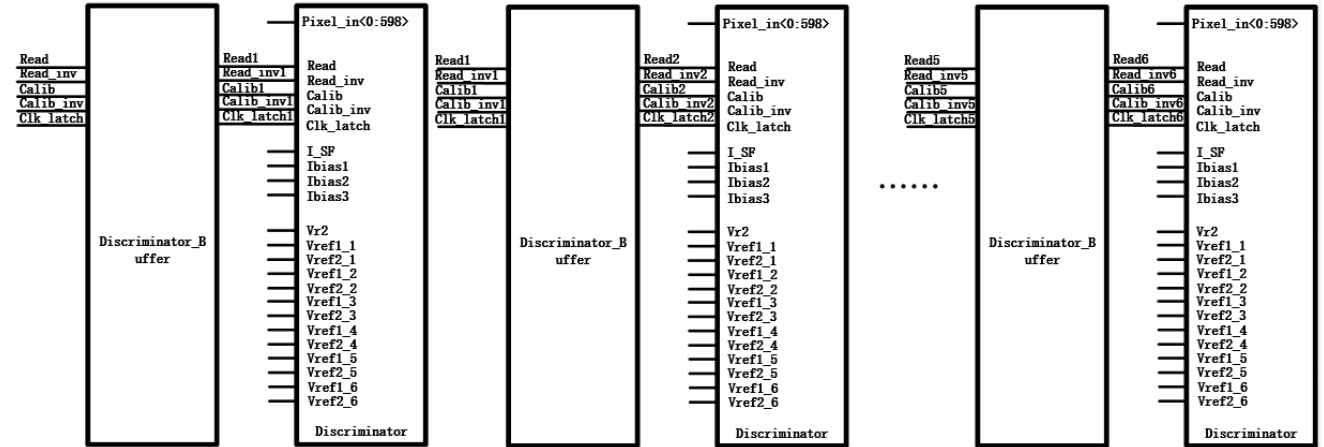 Read
Read_inv
Calib
Calib_inv
Clk_latch
Discriminator_B
uffer
Read1
Read_inv1
Calib1
Calib_inv1
Clk_latch1
Pixel_in<0:598>
Read
Read_inv
Calib
Calib_inv
Clk_latch
I_SF
Ibias1
Ibias2
Ibias3
Vr2
Vref1_1
Vref2_1
Vref1_2
Vref2_2
Vref1_3
Vref2_3
Vref1_4
Vref2_4
Vref1_5
Vref2_5
Vref1_6
Vref2_6
Discriminator
Read1
Read_inv1
Calib1
Calib_inv1
Clk_latch1
Discriminator_B
uffer
Read2
Read_inv2
Calib2
Calib_inv2
Clk_latch2
Pixel_in<0:598>
Read
Read_inv
Calib
Calib_inv
Clk_latch
I_SF
Ibias1
Ibias2
Ibias3
Vr2
Vref1_1
Vref2_1
Vref1_2
Vref2_2
Vref1_3
Vref2_3
Vref1_4
Vref2_4
Vref1_5
Vref2_5
Vref1_6
Vref2_6
Discriminator
......
Read5
Read_inv5
Calib5
Calib_inv5
Clk_latch5
Discriminator_B
uffer
Read6
Read_inv6
Calib6
Calib_inv6
Clk_latch6
Pixel_in<0:598>
Read
Read_inv
Calib
Calib_inv
Clk_latch
I_SF
Ibias1
Ibias2
Ibias3
Vr2
Vref1_1
Vref2_1
Vref1_2
Vref2_2
Vref1_3
Vref2_3
Vref1_4
Vref2_4
Vref1_5
Vref2_5
Vref1_6
Vref2_6
Discriminator